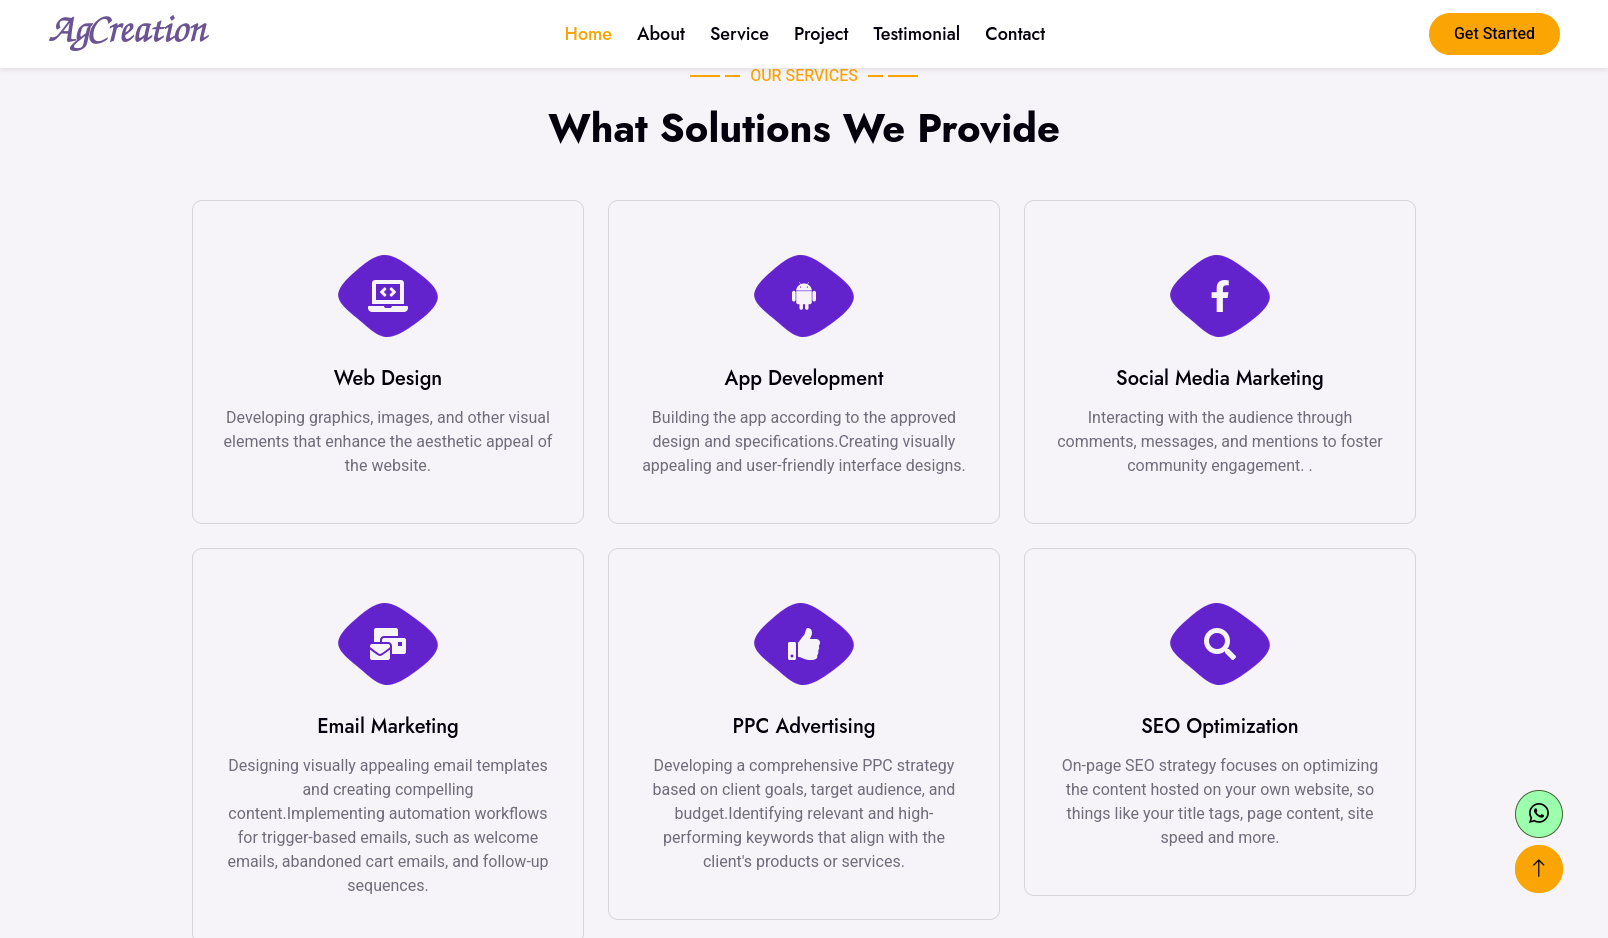 AgCreation
Home About Service Project Testimonial Contact
Get Started
OUR SERVICES
What Solutions We Provide
Web Design
Developing graphics, images, and other visual
elements that enhance the aesthetic appeal of
the website.
App Development
Building the app according to the approved
design and specifications.Creating visually
appealing and user-friendly interface designs.
Social Media Marketing
Interacting with the audience through
comments, messages, and mentions to foster
community engagement. .
Email Marketing
Designing visually appealing email templates
and creating compelling
content.Implementing automation workflows
for trigger-based emails, such as welcome
emails, abandoned cart emails, and follow-up
sequences.
PPC Advertising
Developing a comprehensive PPC strategy
based on client goals, target audience, and
budget.Identifying relevant and high-
performing keywords that align with the
client's products or services.
SEO Optimization
On-page SEO strategy focuses on optimizing
the content hosted on your own website, so
things like your title tags, page content, site
speed and more.